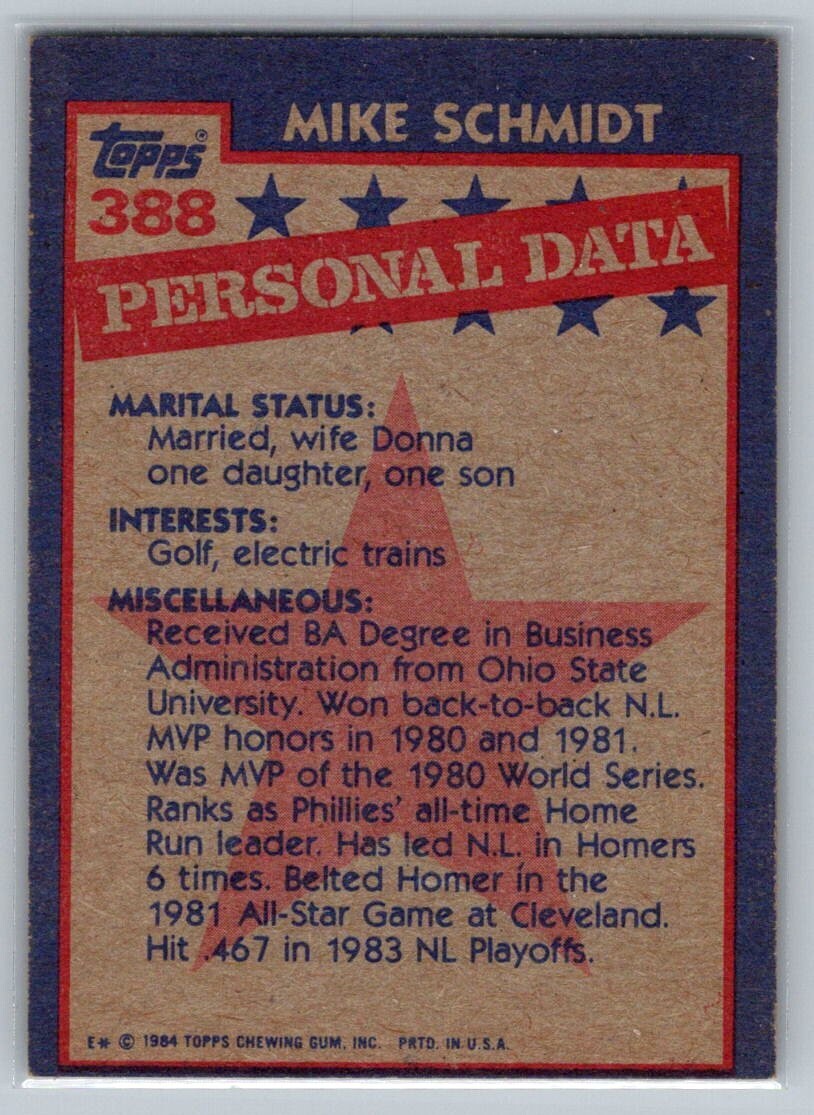 MIKE SCHMIDT
topps®
388
PERSONAL DATA
MARITAL STATUS:
Married, wife Donna
one daughter, one son
INTERESTS:
Golf, electric trains
MISCELLANEOUS:
Received BA Degree in Business
Administration from Ohio State
University. Won back-to-back N.L.
MVP honors in 1980 and 1981.
Was MVP of the 1980 World Series.
Ranks as Phillies' all-time Home
Run leader. Has led N.L. in Homers
6 times. Belted Homer in the
1981 All-Star Game at Cleveland.
Hit .467 in 1983 NL Playoffs.
E* © 1984 TOPPS CHEWING GUM, INC. PRTD. IN U.S.A.